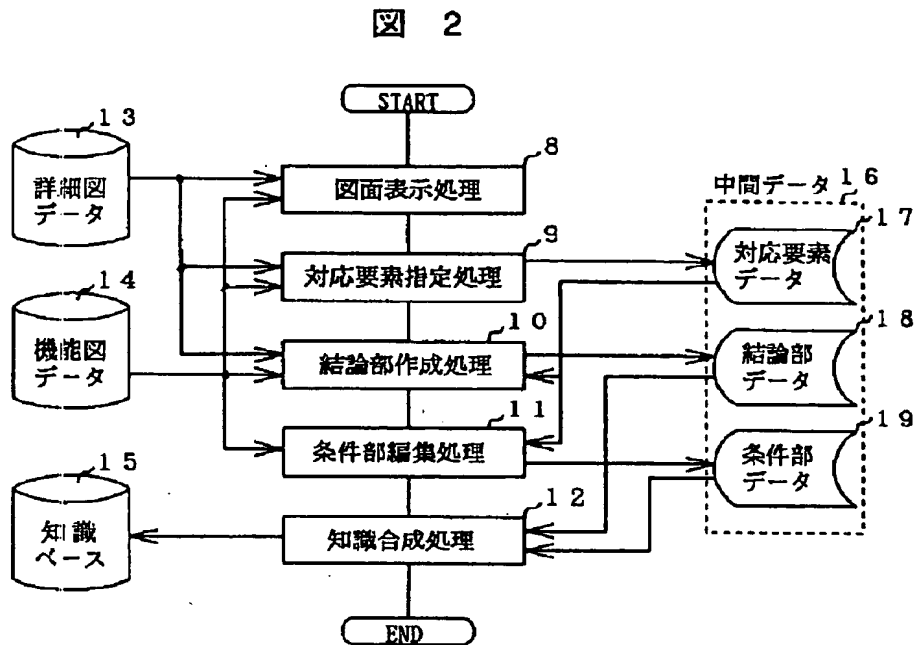 図 2
START
13
詳細図
データ
8
図面表示処理
中間データ
16
9
対応要素指定処理
17
対応要素
データ
14
機能図
データ
10
結論部作成処理
18
結論部
データ
11
条件部編集処理
19
条件部
データ
15
知識
ベース
12
知識合成処理
END